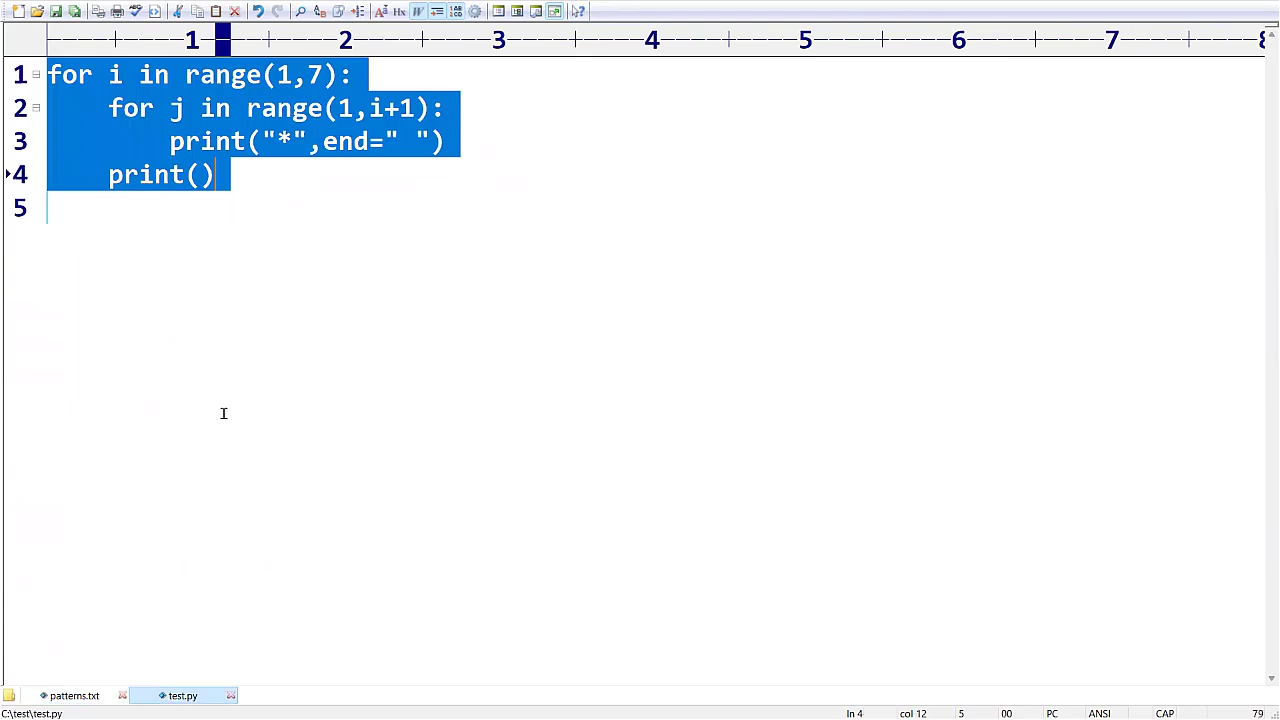 1 2 3 4 5 6 7 8
1 for i in range(1,7):
2     for j in range(1,i+1):
3         print("*",end=" ")
4     print()
5
patterns.txt test.py
C:\test\test.py Ln 4 col 12 5 00 PC ANSI CAP 79